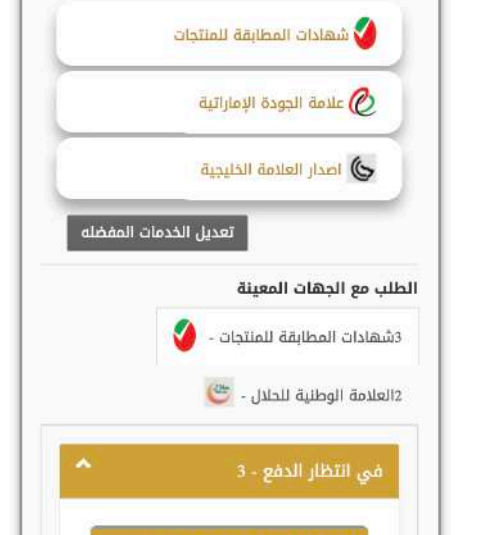 شهادات المطابقة للمنتجات
علامة الجودة الإماراتية
اصدار العلامة الخليجية
تعديل الخدمات المفضله
الطلب مع الجهات المعينة
3شهادات المطابقة للمنتجات -
2العلامة الوطنية للحلال -
في انتظار الدفع - 3